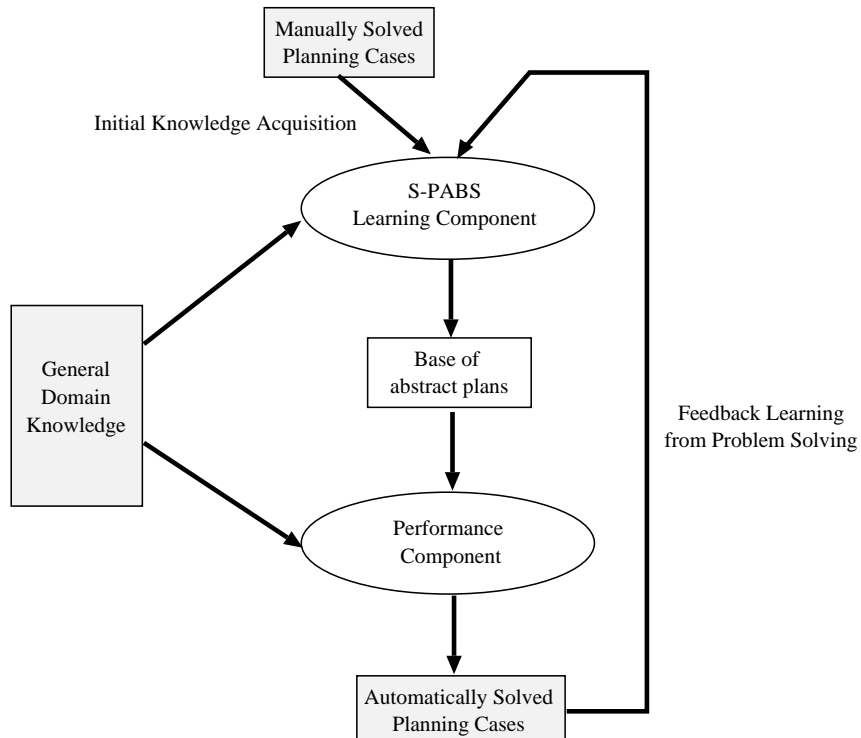 Manually Solved
Planning Cases
Initial Knowledge Acquisition
S-PABS
Learning Component
General
Domain
Knowledge
Base of
abstract plans
Feedback Learning
from Problem Solving
Performance
Component
Automatically Solved
Planning Cases